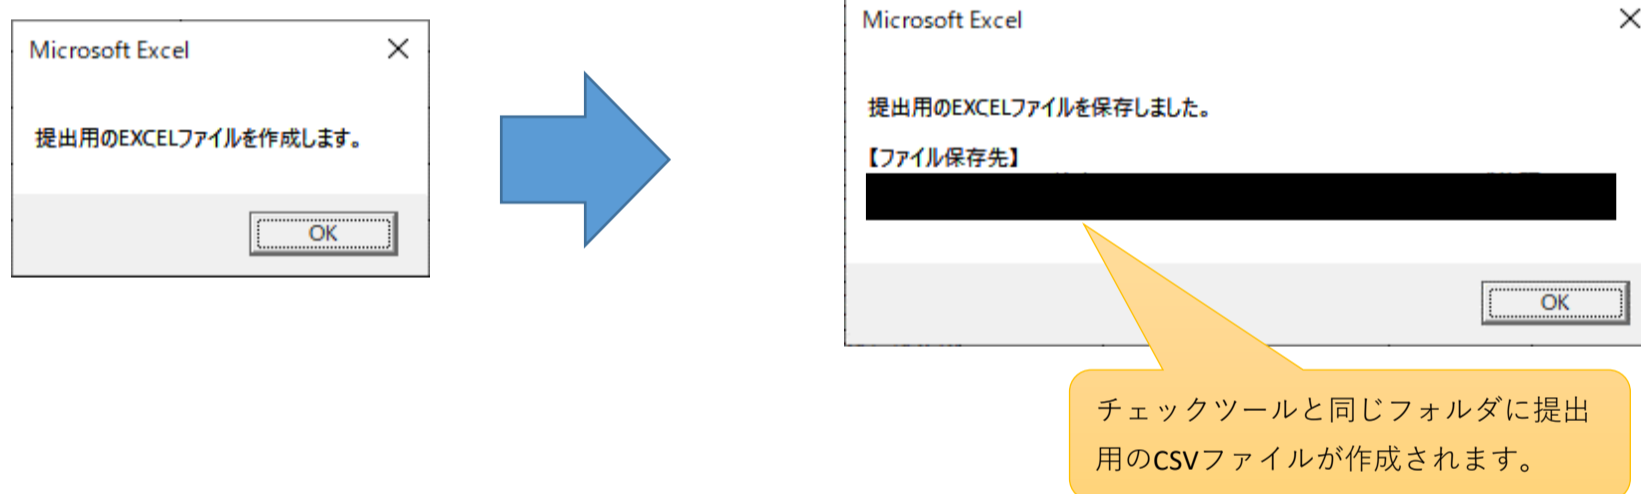 Microsoft Excel
提出用のEXCELファイルを作成します。
OK
Microsoft Excel
提出用のEXCELファイルを保存しました。
【ファイル保存先】
OK
チェックツールと同じフォルダに提出
用のCSVファイルが作成されます。